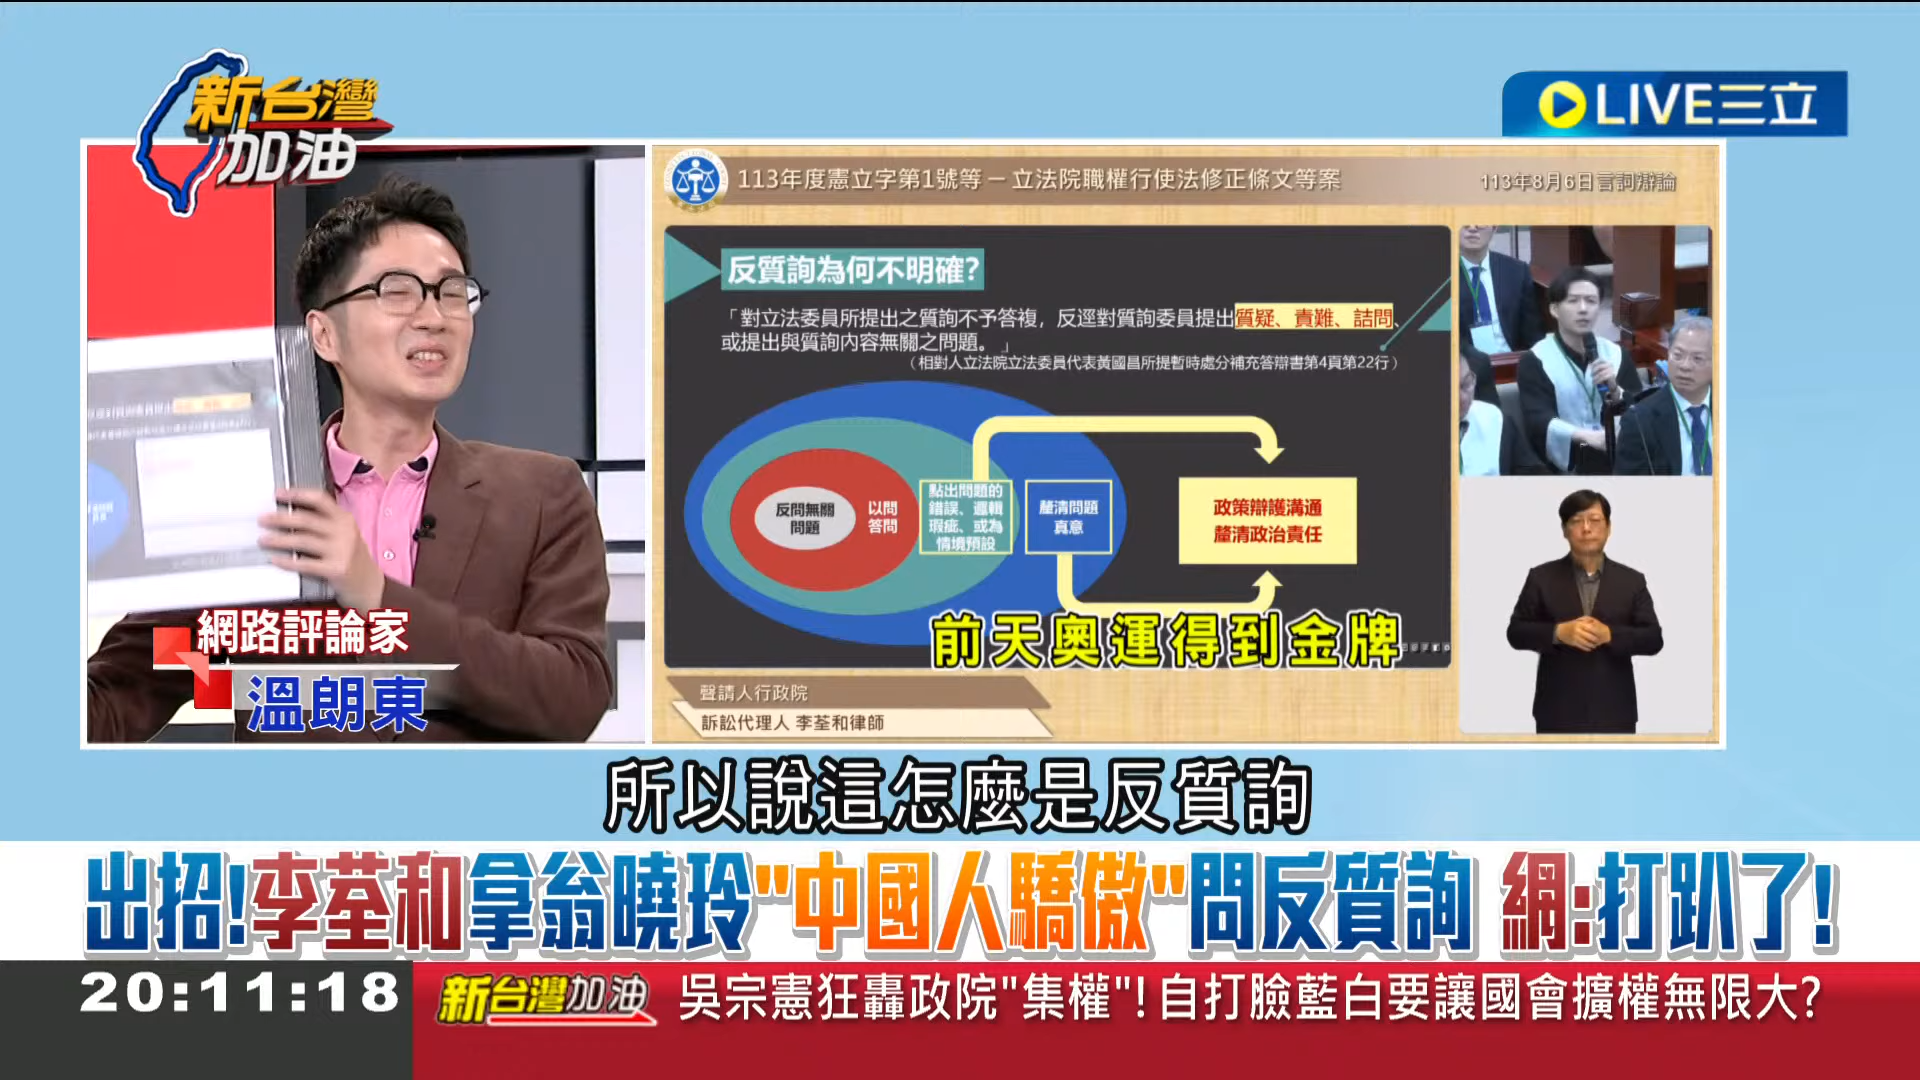 新台灣
加油
LIVE三立
113年度憲立字第1號等 — 立法院職權行使法修正條文等案
113年8月6日言詞辯論
反質詢為何不明確？
「對立法委員所提出之質詢不予答複，反逕對質詢委員提出質疑、責難、詰問、
或提出與質詢內容無關之問題。」
（相對人立法院立法委員代表黃國昌所提暫時處分補充答辯書第4頁第22行）
反問無關
問題
以問
答問
點出問題的
錯誤、邏輯
瑕疵、或為
情境預設
釐清問題
真意
政策辯護溝通
釐清政治責任
前天奧運得到金牌
聲請人行政院
訴訟代理人 李荃和律師
網路評論家
溫朗東
所以說這怎麼是反質詢
出招!李荃和拿翁曉玲"中國人驕傲"問反質詢 網:打趴了!
20:11:18
新台灣加油
吳宗憲狂轟政院"集權"!自打臉藍白要讓國會擴權無限大?